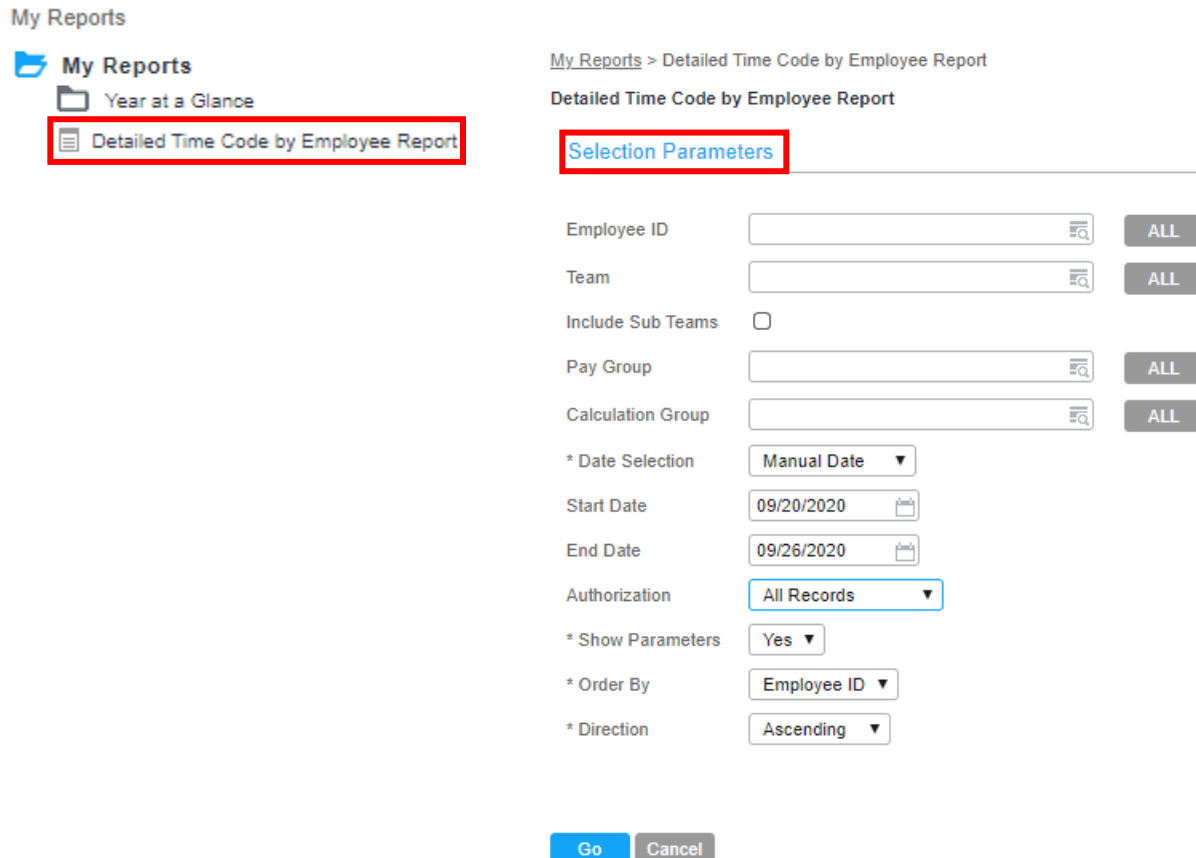 My Reports
My Reports
Year at a Glance
Detailed Time Code by Employee Report
My Reports > Detailed Time Code by Employee Report
Detailed Time Code by Employee Report
Selection Parameters
Employee ID ALL
Team ALL
Include Sub Teams
Pay Group ALL
Calculation Group ALL
* Date Selection Manual Date
Start Date 09/20/2020
End Date 09/26/2020
Authorization All Records
* Show Parameters Yes
* Order By Employee ID
* Direction Ascending
Go Cancel